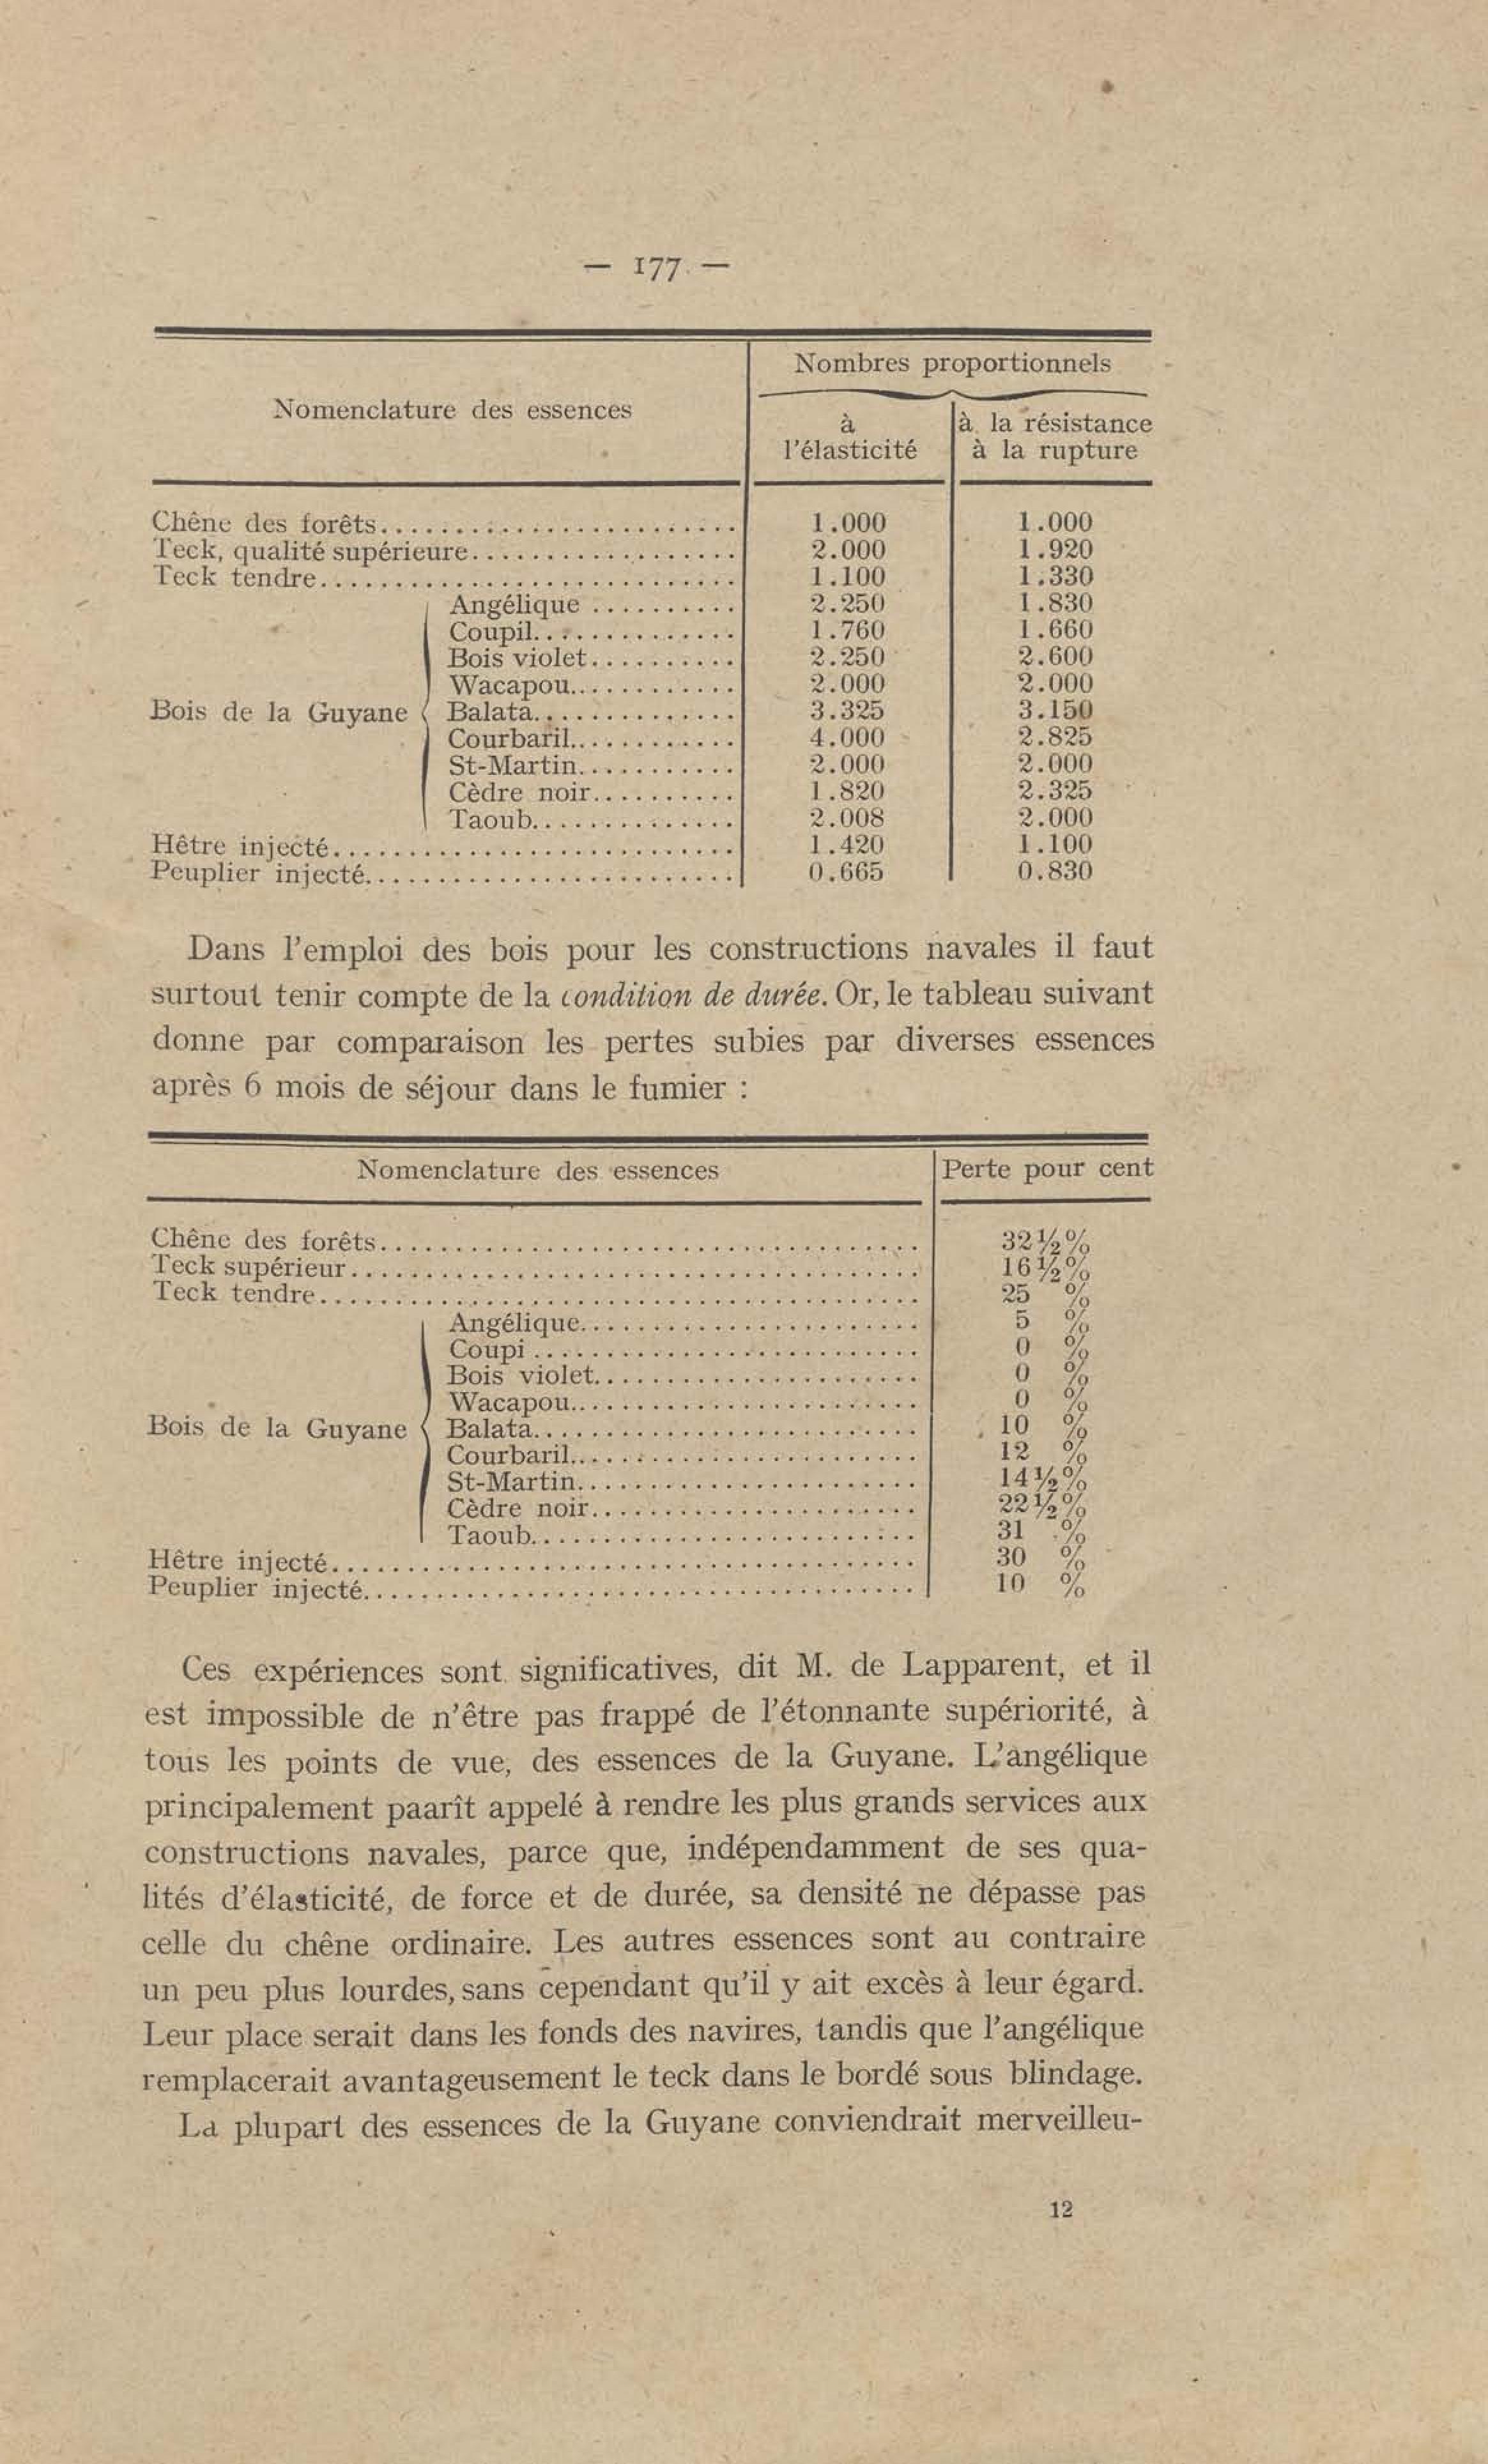 — 177 —
Nomenclature des essences
Nombres proportionnels
à
l'élasticité
à la résistance
à la rupture
Chêne des forêts........................ 1.000 1.000
Teck, qualité supérieure.................. 2.000 1.920
Teck tendre............................ 1.100 1.330
Angélique .......... 2.250 1.830
Coupil.............. 1.760 1.660
Bois violet.......... 2.250 2.600
Wacapou............ 2.000 2.000
Bois de la Guyane Balata.............. 3.325 3.150
Courbaril............ 4.000 2.825
St-Martin........... 2.000 2.000
Cèdre noir.......... 1.820 2.325
Taoub.............. 2.008 2.000
Hêtre injecté........................... 1.420 1.100
Peuplier injecté......................... 0.665 0.830
Dans l'emploi des bois pour les constructions navales il faut
surtout tenir compte de la condition de durée. Or, le tableau suivant
donne par comparaison les pertes subies par diverses essences
après 6 mois de séjour dans le fumier :
Nomenclature des essences Perte pour cent
Chêne des forêts.................................... 32 ½ %
Teck supérieur...................................... 16 ½ %
Teck tendre........................................ 25 %
Angélique....................... 5 %
Coupi .......................... 0 %
Bois violet...................... 0 %
Wacapou....................... 0 %
Bois de la Guyane Balata.......................... 10 %
Courbaril....................... 12 %
St-Martin....................... 14 ½ %
Cèdre noir...................... 22 ½ %
Taoub.......................... 31 %
Hêtre injecté....................................... 30 %
Peuplier injecté..................................... 10 %
Ces expériences sont significatives, dit M. de Lapparent, et il
est impossible de n'être pas frappé de l'étonnante supériorité, à
tous les points de vue, des essences de la Guyane. L'angélique
principalement paarît appelé à rendre les plus grands services aux
constructions navales, parce que, indépendamment de ses qua-
lités d'élasticité, de force et de durée, sa densité ne dépasse pas
celle du chêne ordinaire. Les autres essences sont au contraire
un peu plus lourdes, sans cependant qu'il y ait excès à leur égard.
Leur place serait dans les fonds des navires, tandis que l'angélique
remplacerait avantageusement le teck dans le bordé sous blindage.
La plupart des essences de la Guyane conviendrait merveilleu-
12